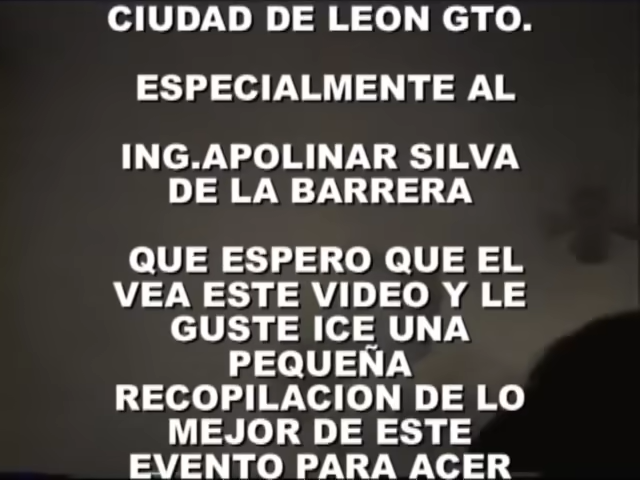 CIUDAD DE LEON GTO.
ESPECIALMENTE AL
ING.APOLINAR SILVA
DE LA BARRERA
QUE ESPERO QUE EL
VEA ESTE VIDEO Y LE
GUSTE ICE UNA
PEQUEÑA
RECOPILACION DE LO
MEJOR DE ESTE
EVENTO PARA ACER